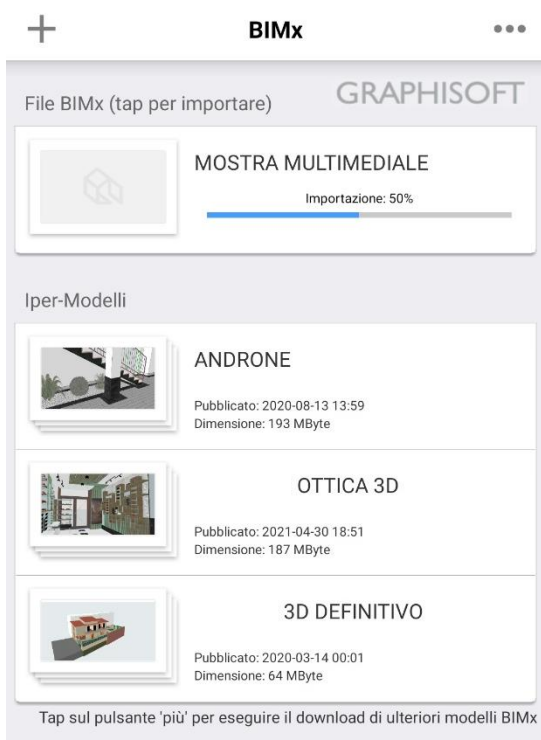 BIMx
GRAPHISOFT
File BIMx (tap per importare)
MOSTRA MULTIMEDIALE
Importazione: 50%
Iper-Modelli
ANDRONE
Pubblicato: 2020-08-13 13:59
Dimensione: 193 MByte
OTTICA 3D
Pubblicato: 2021-04-30 18:51
Dimensione: 187 MByte
3D DEFINITIVO
Pubblicato: 2020-03-14 00:01
Dimensione: 64 MByte
Tap sul pulsante 'più' per eseguire il download di ulteriori modelli BIMx